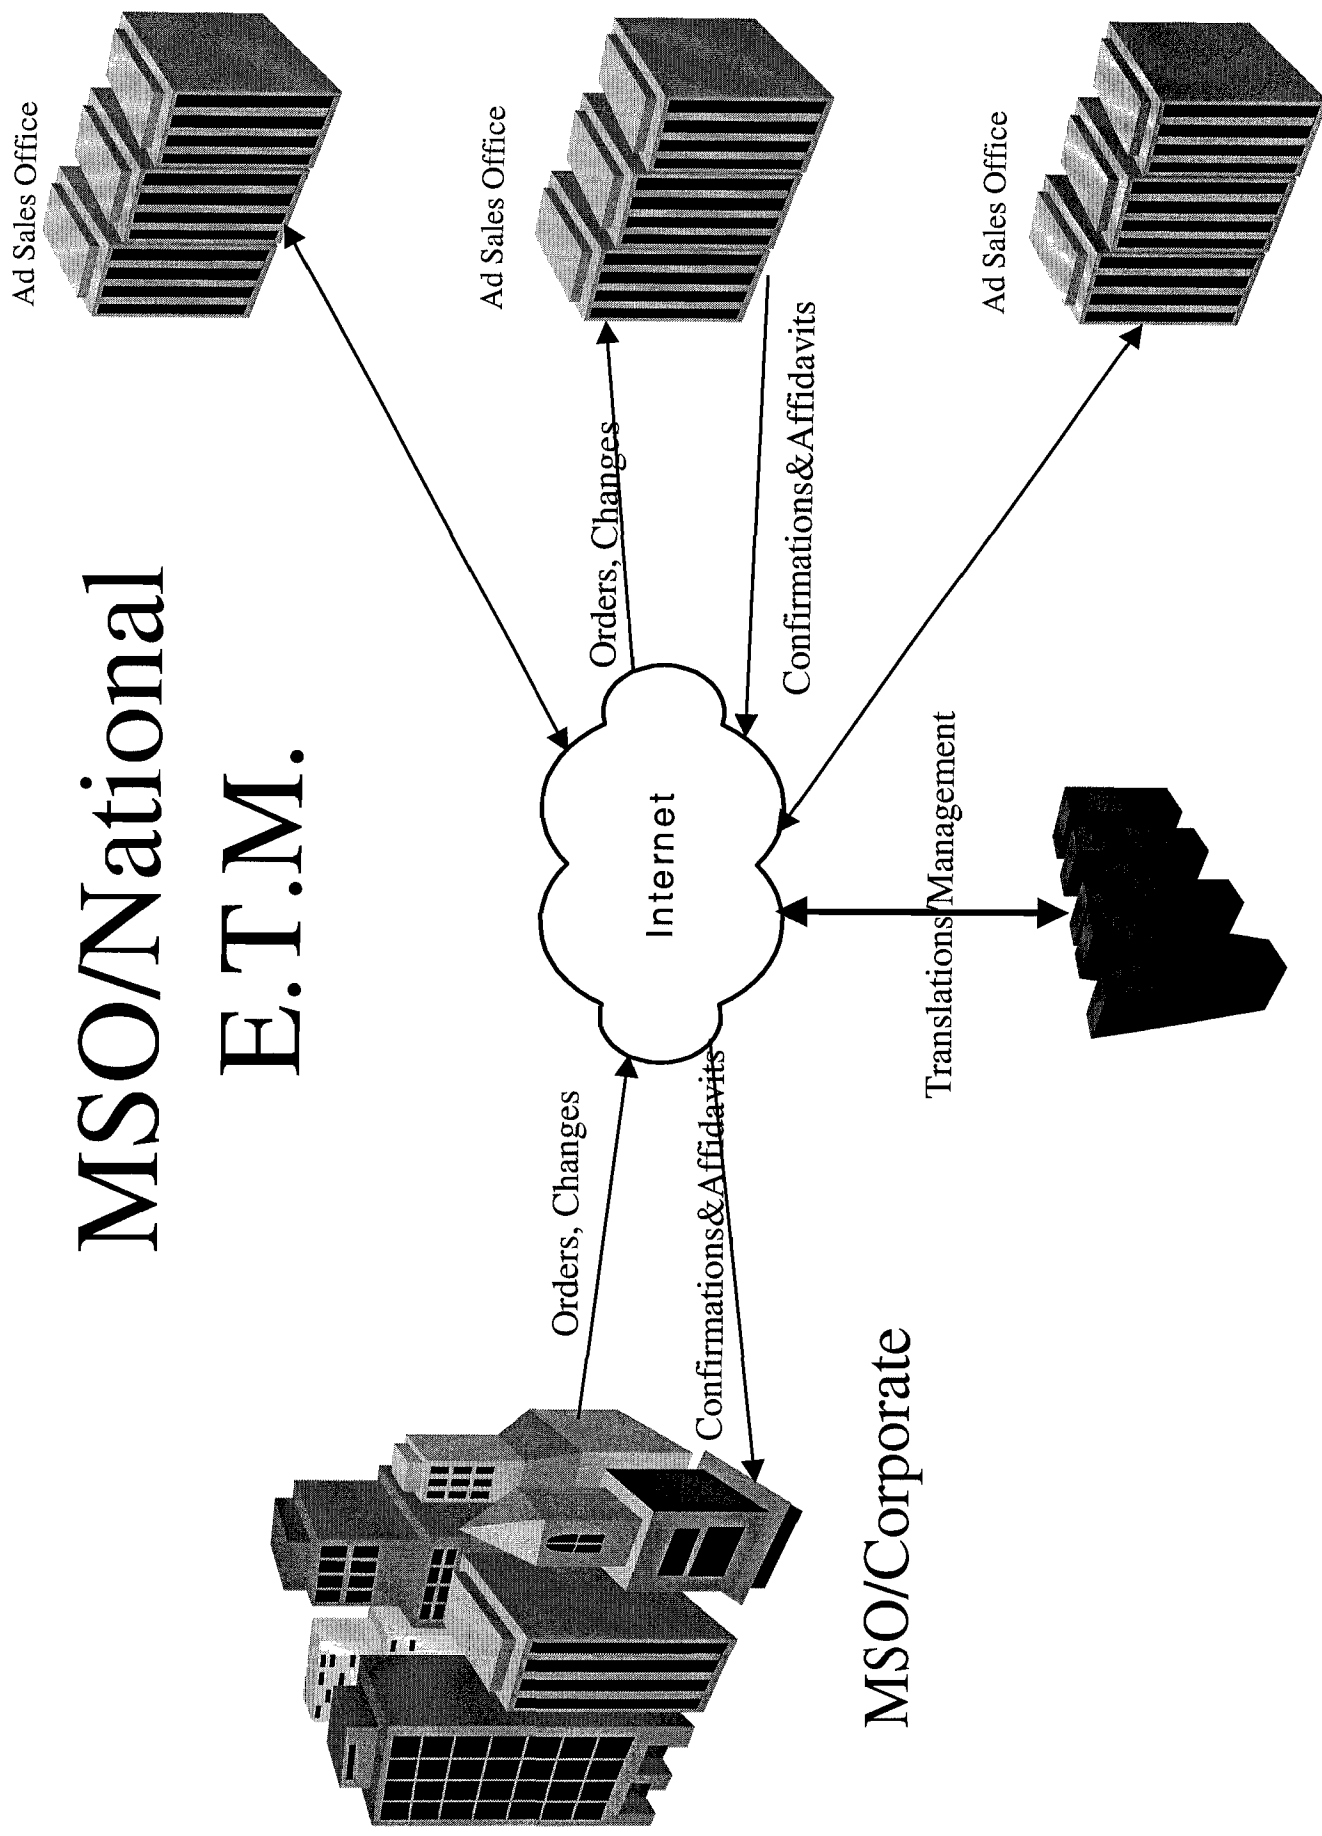 MSO/National
E.T.M.
Ad Sales Office
Orders, Changes
Orders, Changes
Ad Sales Office
Internet
Confirmations&Affidavits
Confirmations&Affidavits
MSO/Corporate
Translations/Management
Ad Sales Office